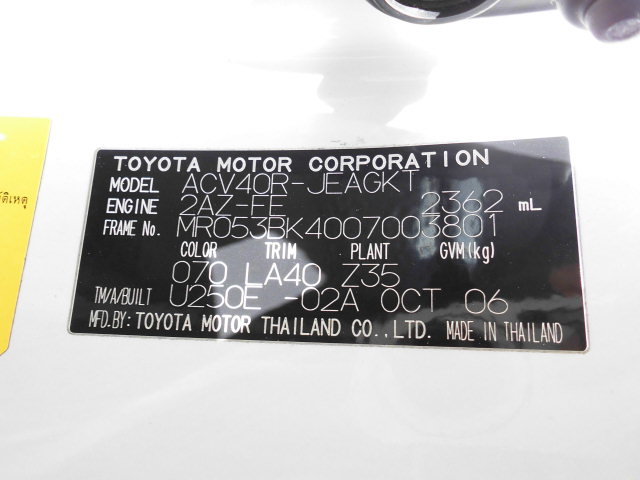 TOYOTA MOTOR CORPORATION
MODEL ACV40R-JEAGKT
ENGINE 2AZ-FE 2362 mL
FRAME No. MR053BK4007003801
COLOR TRIM PLANT GVM(kg)
070 LA40 Z35
TM/A/BUILT U250E -02A OCT 06
MFD.BY: TOYOTA MOTOR THAILAND CO.,LTD. MADE IN THAILAND